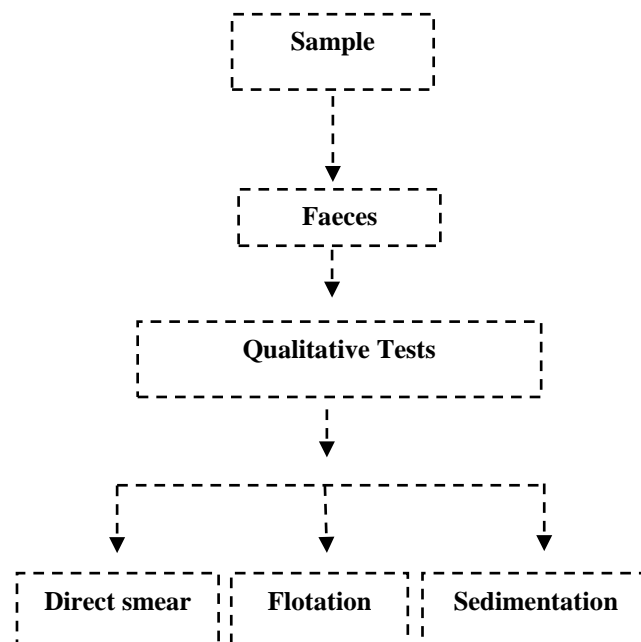 Sample
Faeces
Qualitative Tests
Direct smear
Flotation
Sedimentation